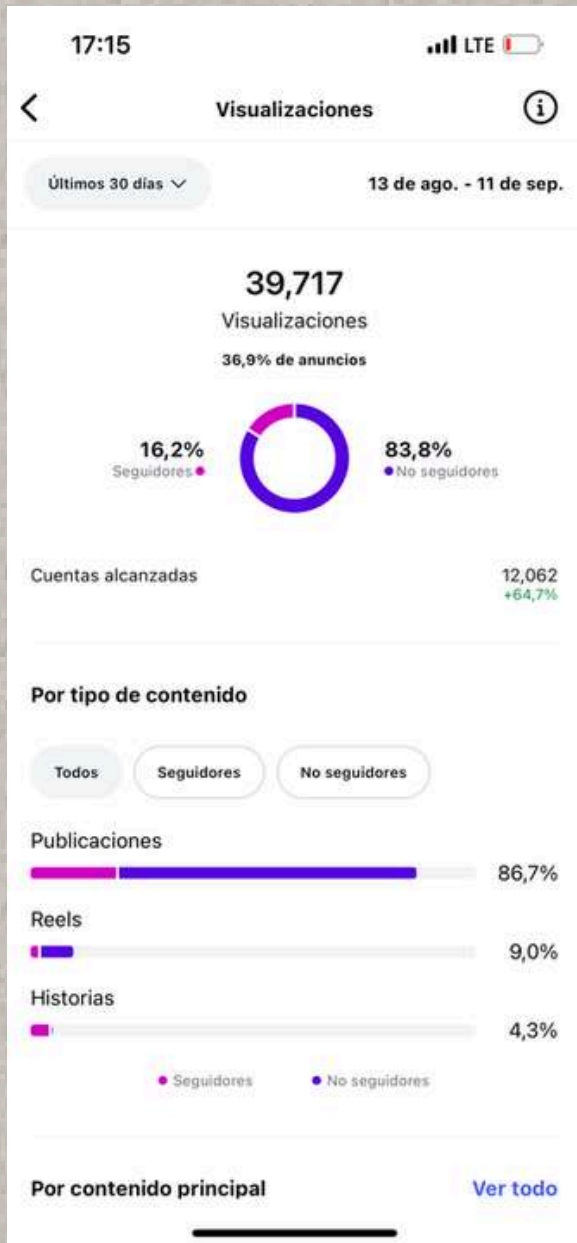 17:15
LTE
Visualizaciones
Últimos 30 días
13 de ago. - 11 de sep.
39,717
Visualizaciones
36,9% de anuncios
16,2%
Seguidores
83,8%
No seguidores
Cuentas alcanzadas
12,062
+64,7%
Por tipo de contenido
Todos
Seguidores
No seguidores
Publicaciones
86,7%
Reels
9,0%
Historias
4,3%
Seguidores
No seguidores
Por contenido principal
Ver todo